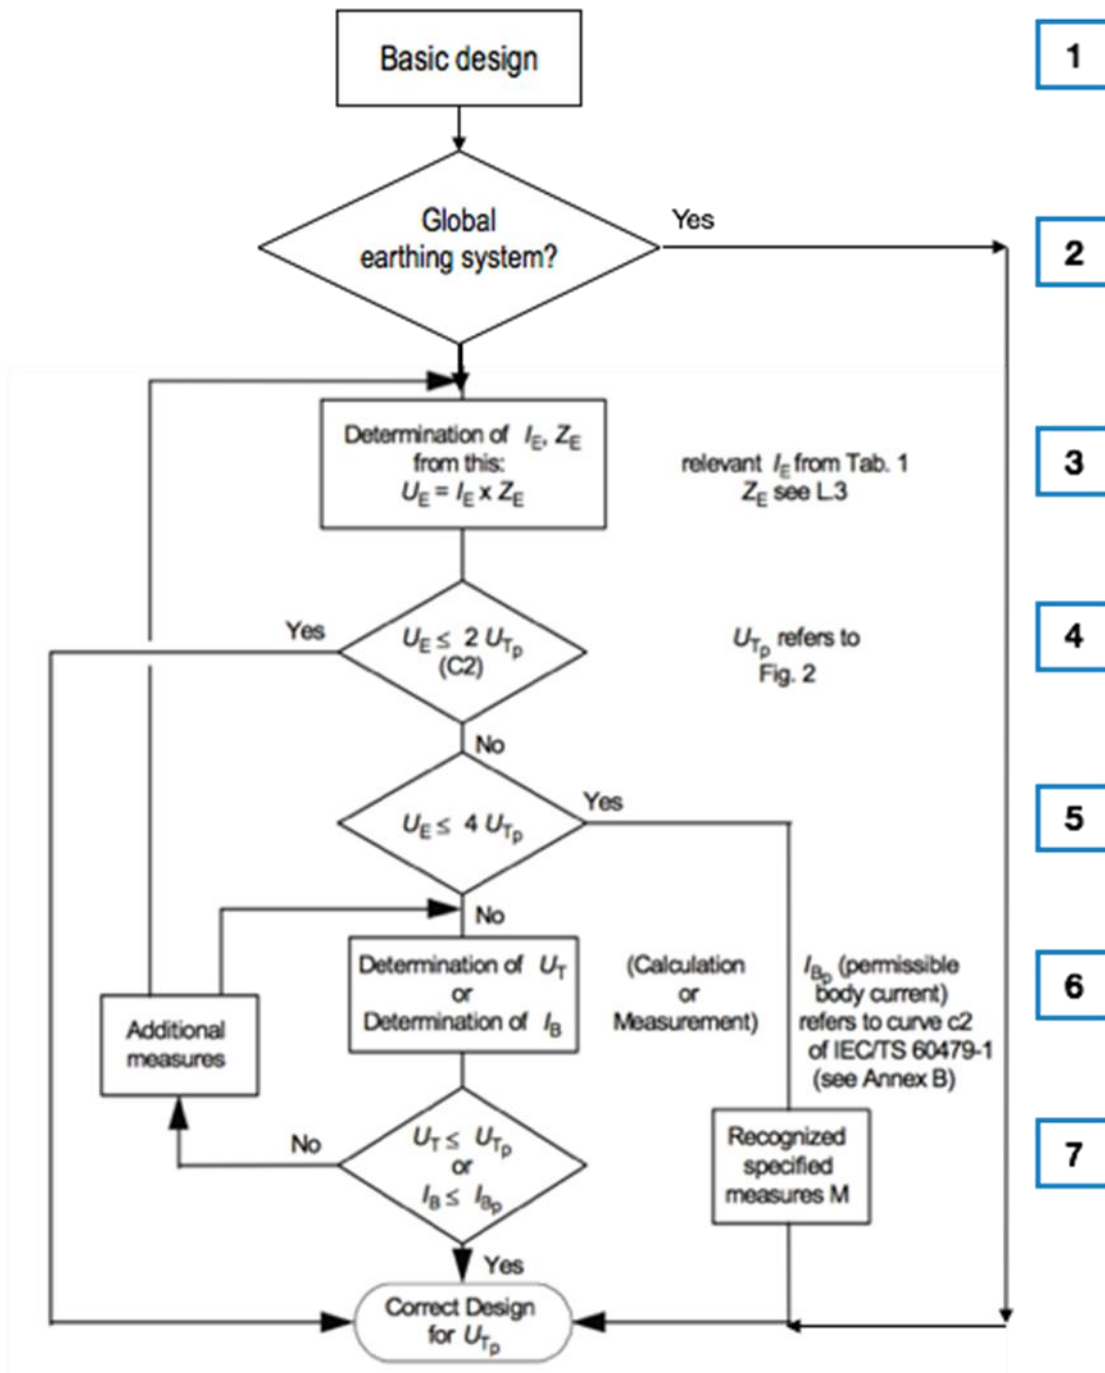 Basic design
1
Global
earthing system?
Yes
2
Determination of I_E, Z_E
from this:
U_E = I_E x Z_E
relevant I_E from Tab. 1
Z_E see L.3
3
Yes
U_E ≤ 2 U_Tp
(C2)
U_Tp refers to
Fig. 2
4
No
U_E ≤ 4 U_Tp
Yes
5
No
Determination of U_T
or
Determination of I_B
(Calculation
or
Measurement)
I_Bp (permissible
body current)
refers to curve c2
of IEC/TS 60479-1
(see Annex B)
6
Additional
measures
No
U_T ≤ U_Tp
or
I_B ≤ I_Bp
Recognized
specified
measures M
7
Yes
Correct Design
for U_Tp